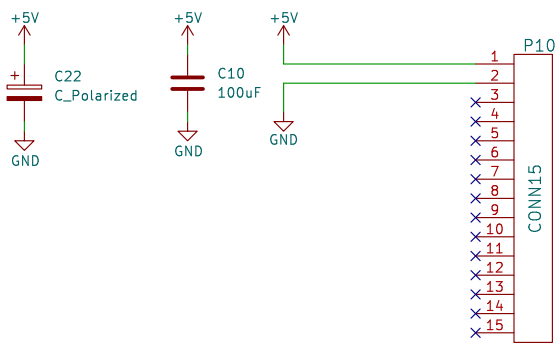 +5V
+5V
+5V
P10
C22
C_Polarized
+
C10
100uF
GND
GND
GND
1
2
3
4
5
6
7
8
9
10
11
12
13
14
15
CONN15